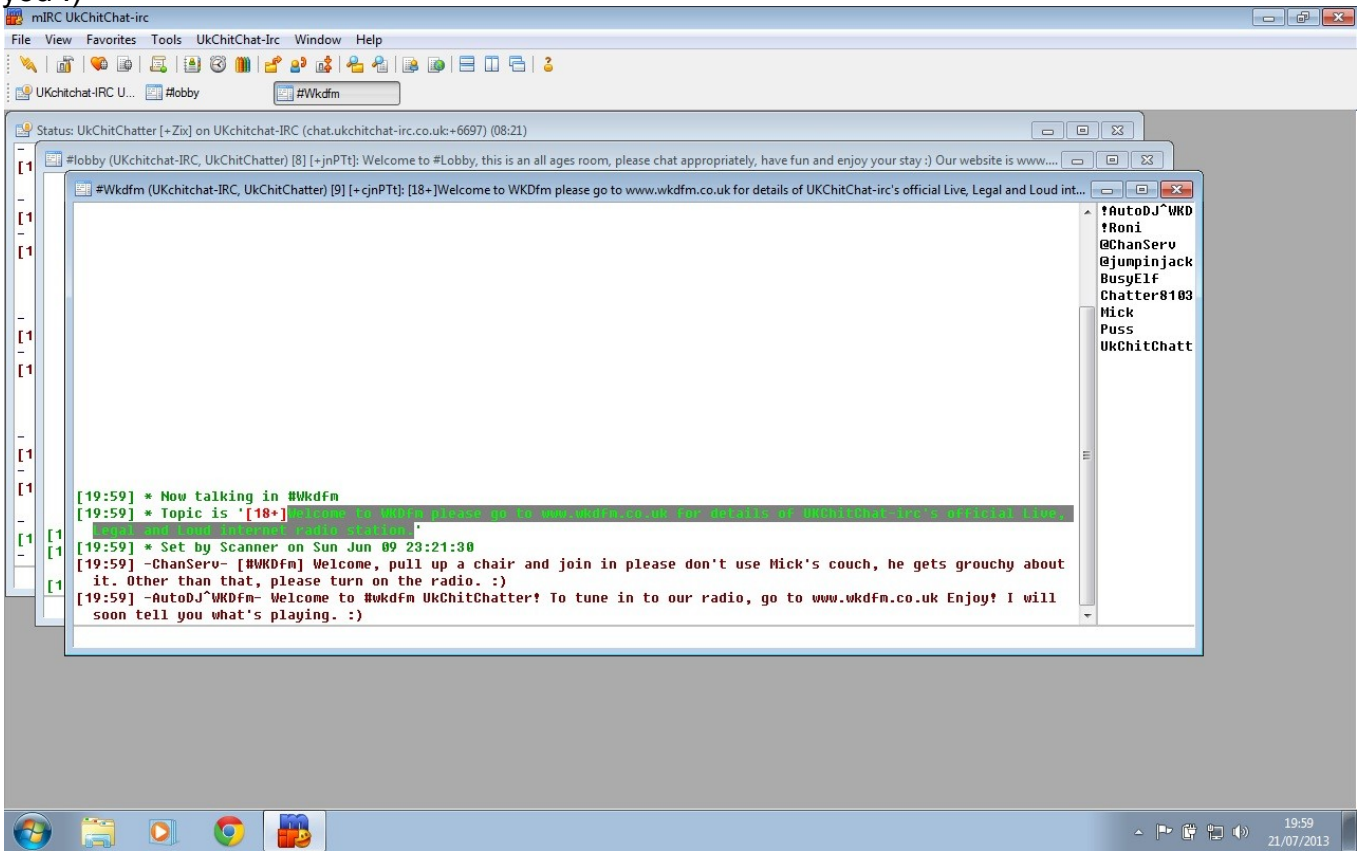 mIRC UkChitChat-irc
File View Favorites Tools UkChitChat-Irc Window Help
UKchitchat-IRC U... #lobby #Wkdfm
Status: UkChitChatter [+Zix] on UKchitchat-IRC (chat.ukchitchat-irc.co.uk:+6697) (08:21)
#lobby (UKchitchat-IRC, UkChitChatter) [8] [+jnPTt]: Welcome to #Lobby, this is an all ages room, please chat appropriately, have fun and enjoy your stay :) Our website is www....
#Wkdfm (UKchitchat-IRC, UkChitChatter) [9] [+cjnPTt]: [18+]Welcome to WKDfm please go to www.wkdfm.co.uk for details of UKChitChat-irc's official Live, Legal and Loud int...
!AutoDJ^WKD
!Roni
@ChanServ
@jumpinjack
BusyElf
Chatter8103
Mick
Puss
UkChitChatt
[19:59] * Now talking in #Wkdfm
[19:59] * Topic is '[18+]Welcome to WKDfm please go to www.wkdfm.co.uk for details of UKChitChat-irc's official Live,
Legal and Loud internet radio station.'
[19:59] * Set by Scanner on Sun Jun 09 23:21:30
[19:59] -ChanServ- [#WKDfm] Welcome, pull up a chair and join in please don't use Mick's couch, he gets grouchy about
it. Other than that, please turn on the radio. :)
[19:59] -AutoDJ^WKDfm- Welcome to #wkdfm UkChitChatter! To tune in to our radio, go to www.wkdfm.co.uk Enjoy! I will
soon tell you what's playing. :)
19:59
21/07/2013